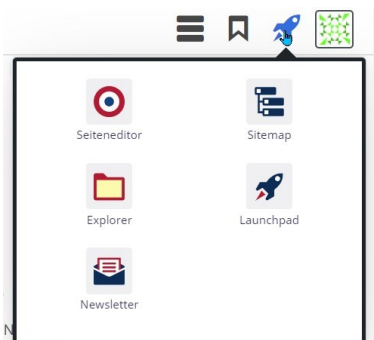 Seiteneditor
Sitemap
Explorer
Launchpad
Newsletter
N